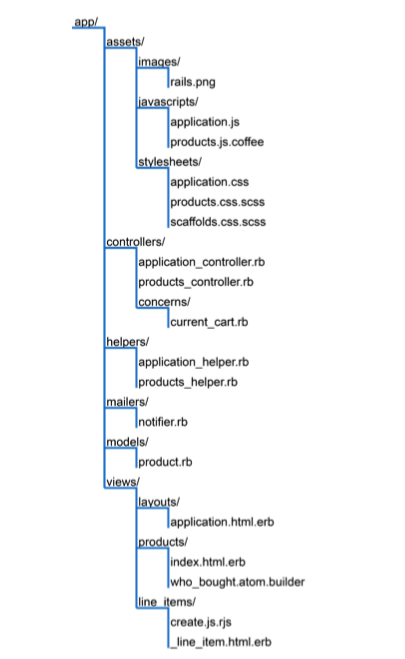 app/
assets/
images/
rails.png
javascripts/
application.js
products.js.coffee
stylesheets/
application.css
products.css.scss
scaffolds.css.scss
controllers/
application_controller.rb
products_controller.rb
concerns/
current_cart.rb
helpers/
application_helper.rb
products_helper.rb
mailers/
notifier.rb
models/
product.rb
views/
layouts/
application.html.erb
products/
index.html.erb
who_bought.atom.builder
line_items/
create.js.rjs
_line_item.html.erb